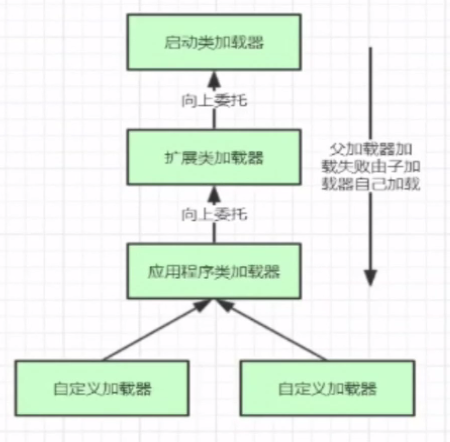 启动类加载器
向上委托
扩展类加载器
父加载器加
载失败由子加
载器自己加载
向上委托
应用程序类加载器
自定义加载器
自定义加载器